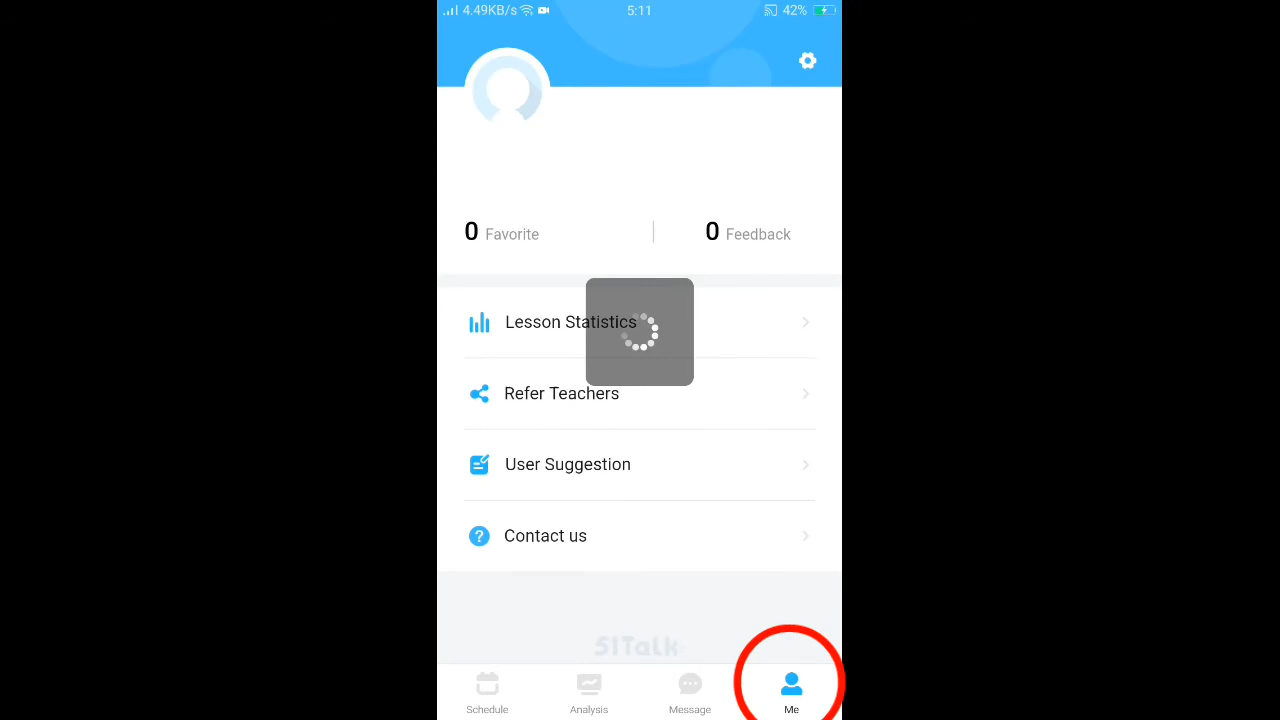 4.49KB/s 5:11 42%
0 Favorite 0 Feedback
Lesson Statistics
Refer Teachers
User Suggestion
? Contact us
51Talk
Schedule Analysis Message Me